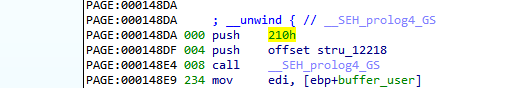 PAGE:000148DA
PAGE:000148DA ; __unwind { // __SEH_prolog4_GS
PAGE:000148DA 000 push 210h
PAGE:000148DF 004 push offset stru_12218
PAGE:000148E4 008 call __SEH_prolog4_GS
PAGE:000148E9 234 mov edi, [ebp+buffer_user]